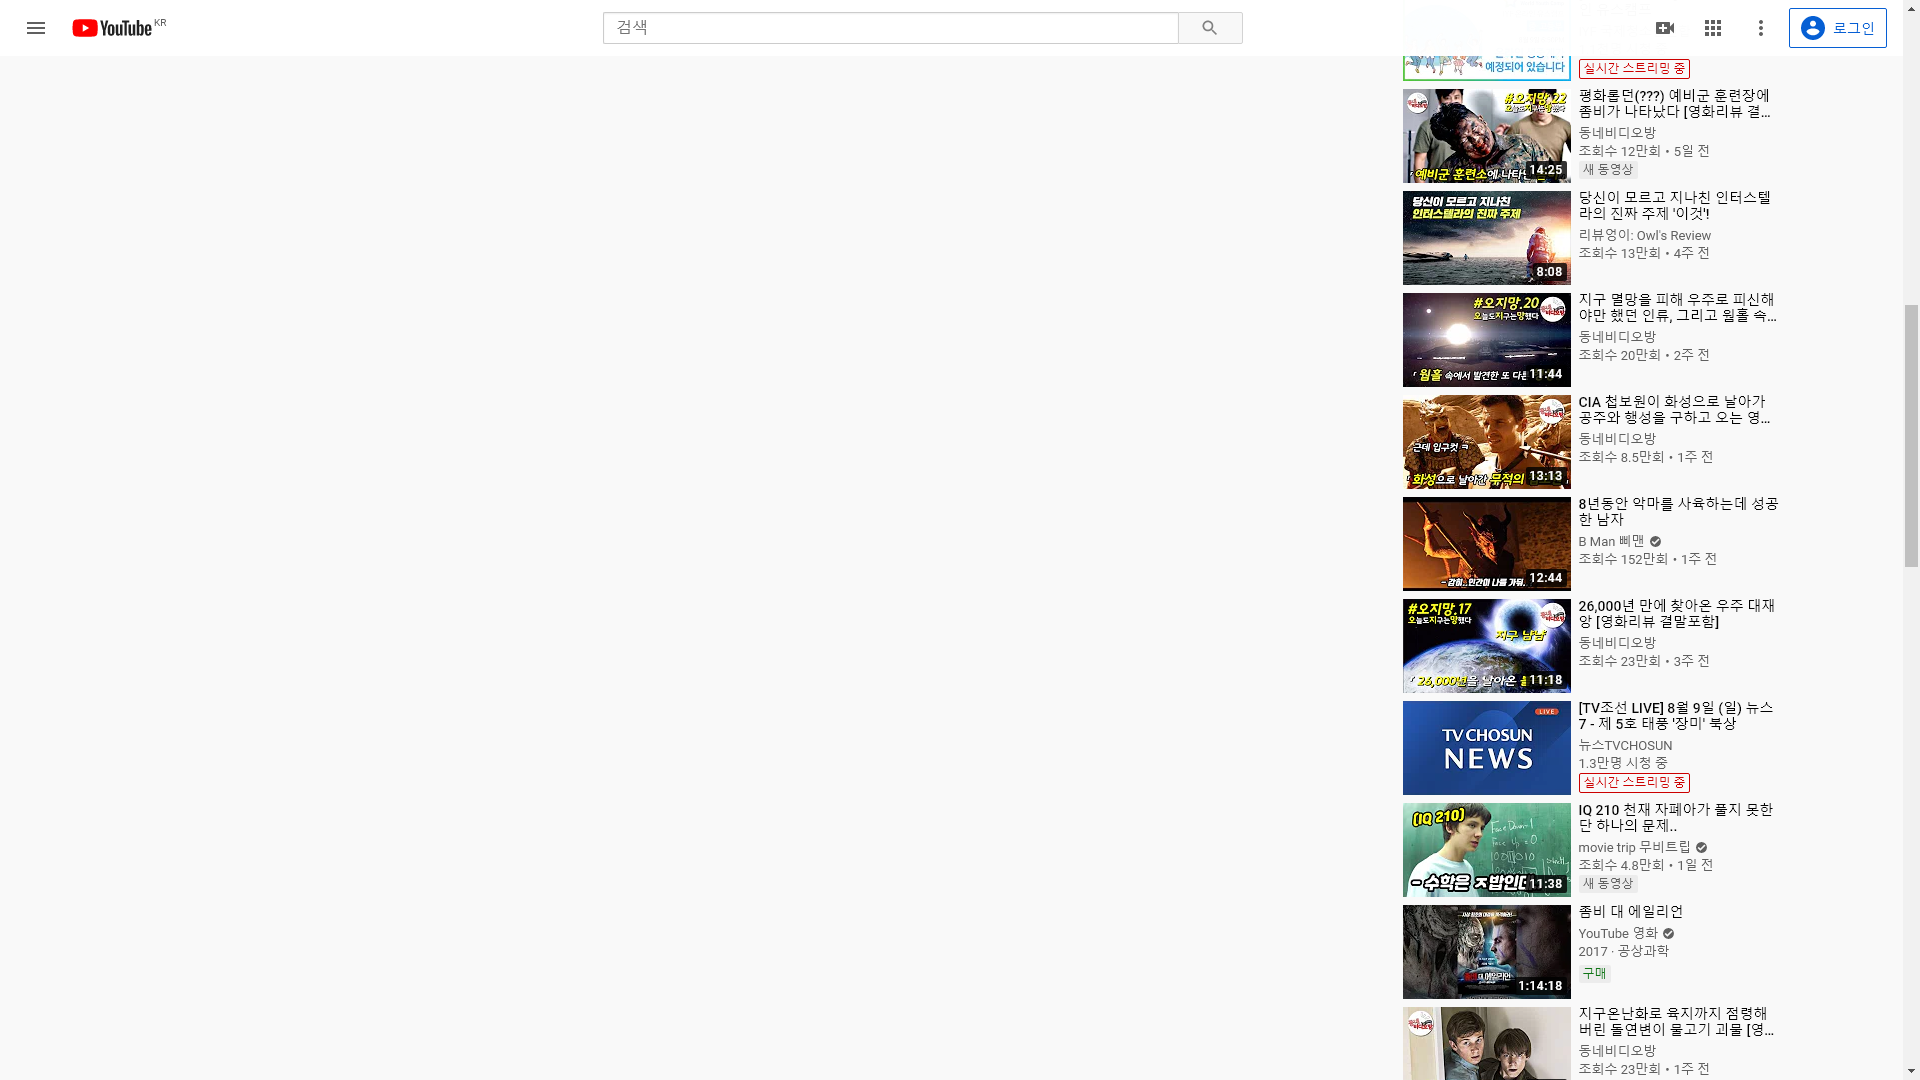 YouTube KR
검색
로그인
예정되어 있습니다
실시간 스트리밍 중
#오지망.22
오늘도지구는망했다
「예비군 훈련소에 나타난
14:25
평화롭던(???) 예비군 훈련장에
좀비가 나타났다 [영화리뷰 결...
동네비디오방
조회수 12만회 • 5일 전
새 동영상
당신이 모르고 지나친
인터스텔라의 진짜 주제
8:08
당신이 모르고 지나친 인터스텔
라의 진짜 주제 '이것'!
리뷰엉이: Owl's Review
조회수 13만회 • 4주 전
#오지망.20
오늘도지구는망했다
「웜홀 속에서 발견한 또 다른
11:44
지구 멸망을 피해 우주로 피신해
야만 했던 인류, 그리고 웜홀 속...
동네비디오방
조회수 20만회 • 2주 전
근데 입구컷 ㅋ
「화성으로 날아간 무적의
13:13
CIA 첩보원이 화성으로 날아가
공주와 행성을 구하고 오는 영...
동네비디오방
조회수 8.5만회 • 1주 전
- 감히..인간이 나를 가둬..
12:44
8년동안 악마를 사육하는데 성공
한 남자
B Man 삐맨
조회수 152만회 • 1주 전
#오지망.17
오늘도지구는망했다
지구 냠냠
「26,000년을 날아온
11:18
26,000년 만에 찾아온 우주 대재
앙 [영화리뷰 결말포함]
동네비디오방
조회수 23만회 • 3주 전
LIVE
TV CHOSUN
NEWS
[TV조선 LIVE] 8월 9일 (일) 뉴스
7 - 제 5호 태풍 '장미' 북상
뉴스TVCHOSUN
1.3만명 시청 중
실시간 스트리밍 중
(IQ 210)
- 수학은 ㅈ밥인데
11:38
IQ 210 천재 자폐아가 풀지 못한
단 하나의 문제..
movie trip 무비트립
조회수 4.8만회 • 1일 전
새 동영상
1:14:18
좀비 대 에일리언
YouTube 영화
2017 · 공상과학
구매
지구온난화로 육지까지 점령해
버린 돌연변이 물고기 괴물 [영...
동네비디오방
조회수 23만회 • 1주 전